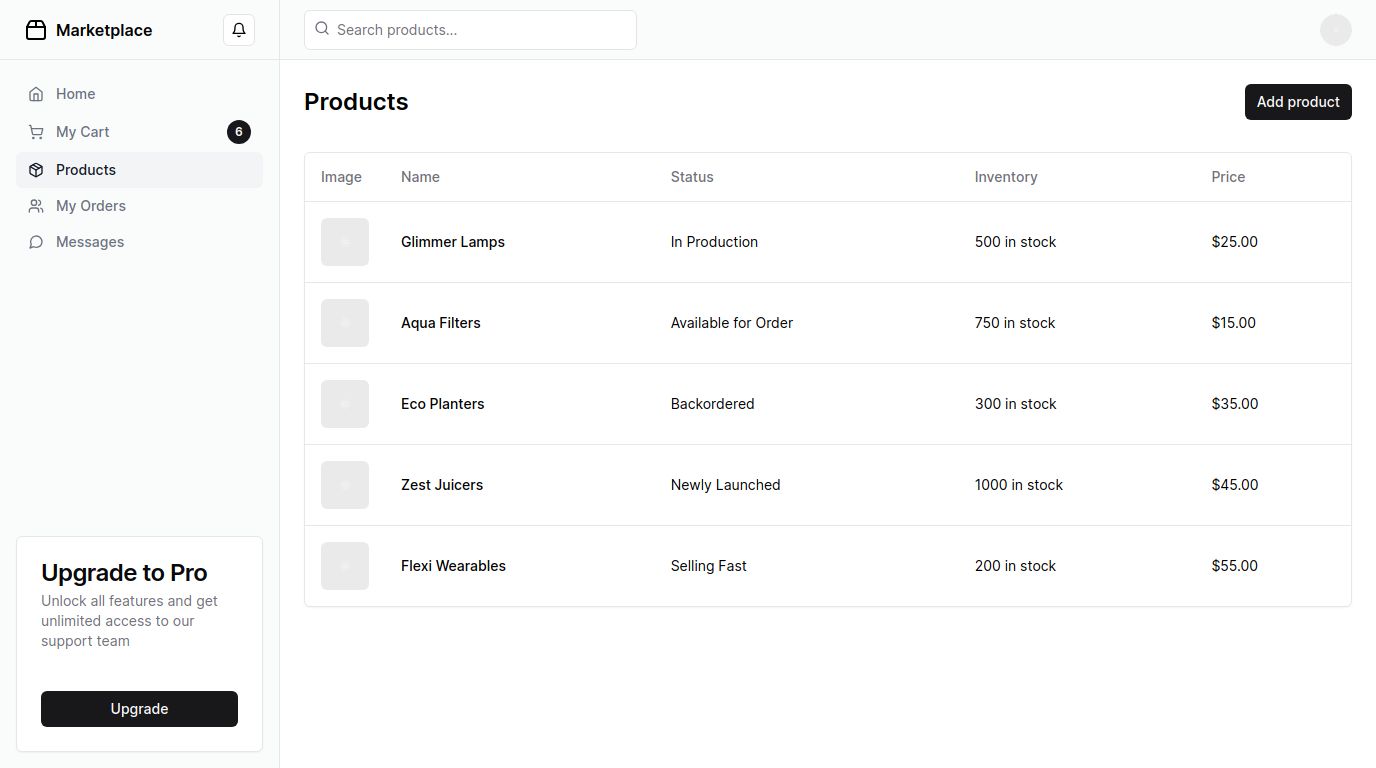 Marketplace
Search products...
Home
My Cart 6
Products
My Orders
Messages
Upgrade to Pro
Unlock all features and get
unlimited access to our
support team
Upgrade
Products
Add product
Image Name Status Inventory Price
Glimmer Lamps In Production 500 in stock $25.00
Aqua Filters Available for Order 750 in stock $15.00
Eco Planters Backordered 300 in stock $35.00
Zest Juicers Newly Launched 1000 in stock $45.00
Flexi Wearables Selling Fast 200 in stock $55.00